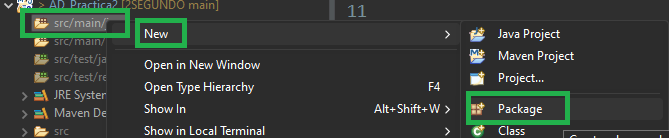 > AD_Practica2 [2SEGUNDO main]
11
src/main/
New
Java Project
src/main/
Maven Project
src/test/ja
Open in New Window
Project...
src/test/re
Open Type Hierarchy F4
JRE System
Show In Alt+Shift+W
Package
Maven De
src
Show in Local Terminal
Class